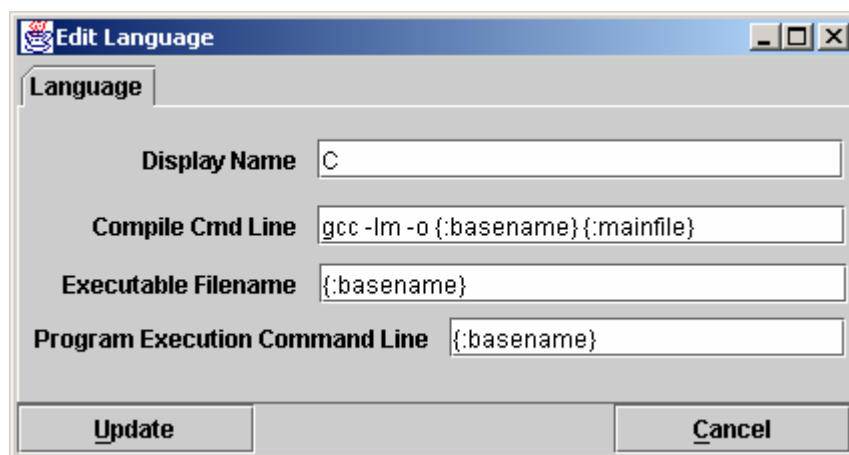 Edit Language
Language
Display Name C
Compile Cmd Line gcc -lm -o {:basename} {:mainfile}
Executable Filename {:basename}
Program Execution Command Line {:basename}
Update Cancel